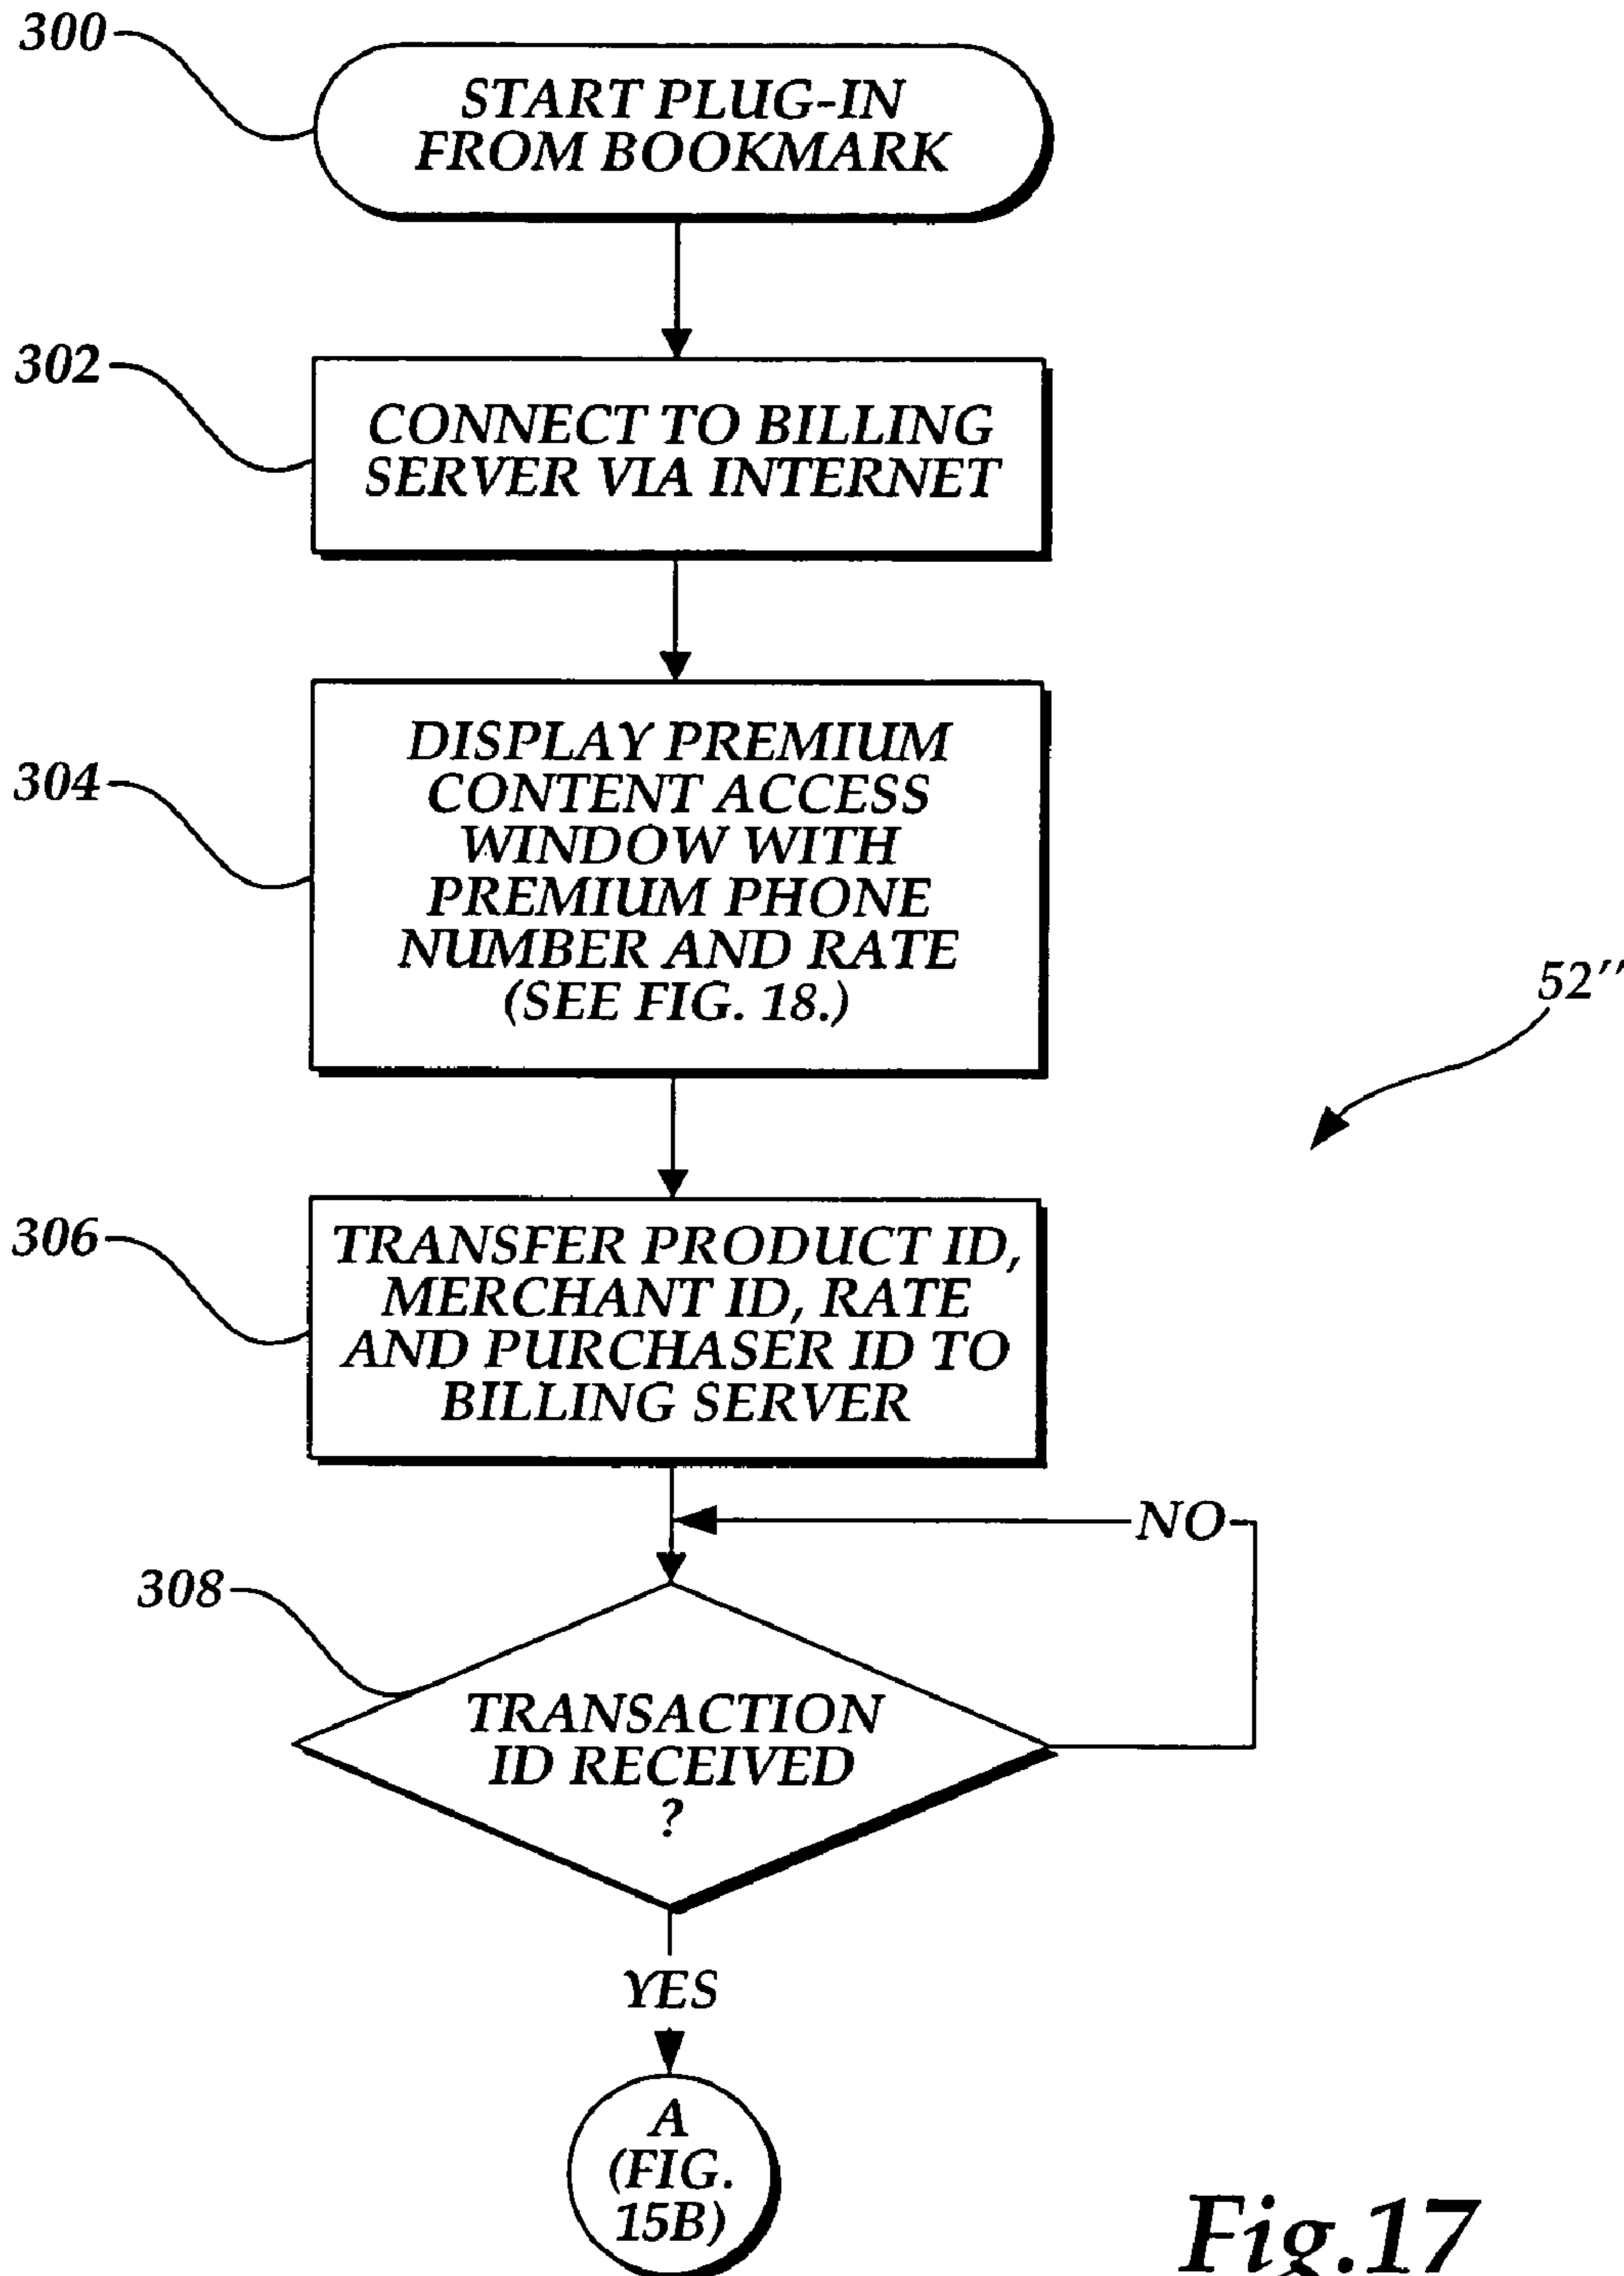 300
START PLUG-IN
FROM BOOKMARK
302
CONNECT TO BILLING
SERVER VIA INTERNET
304
DISPLAY PREMIUM
CONTENT ACCESS
WINDOW WITH
PREMIUM PHONE
NUMBER AND RATE
(SEE FIG. 18.)
52''
306
TRANSFER PRODUCT ID,
MERCHANT ID, RATE
AND PURCHASER ID TO
BILLING SERVER
NO
308
TRANSACTION
ID RECEIVED
?
YES
A
(FIG.
15B)
Fig.17